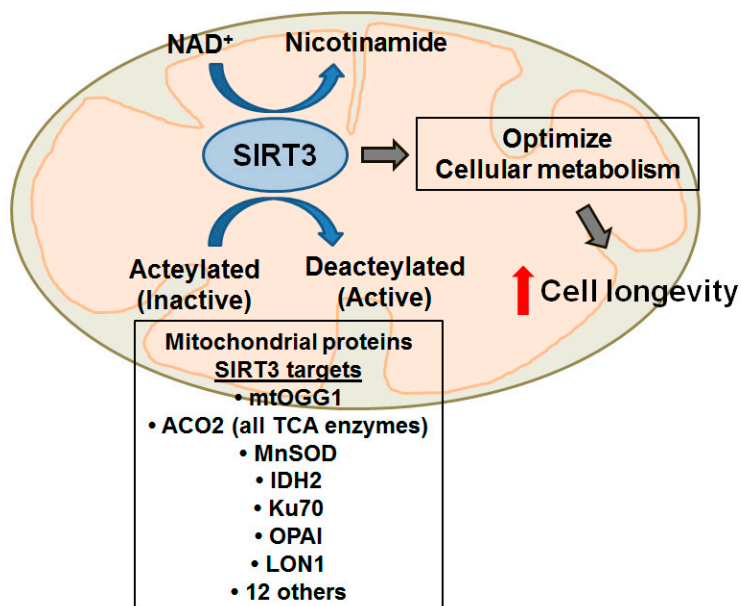 NAD+ Nicotinamide
SIRT3
Optimize
Cellular metabolism
Acteylated
(Inactive)
Deacteylated
(Active)
Cell longevity
Mitochondrial proteins
SIRT3 targets
• mtOGG1
• ACO2 (all TCA enzymes)
• MnSOD
• IDH2
• Ku70
• OPAI
• LON1
• 12 others